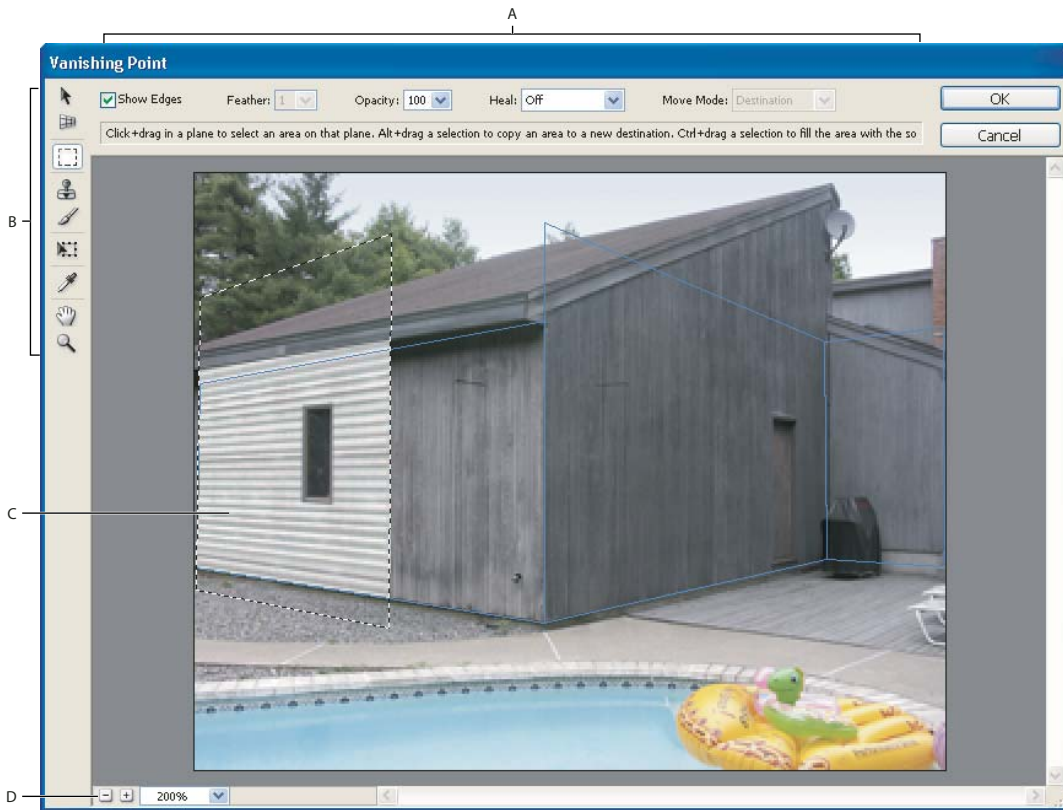 A
Vanishing Point
Show Edges Feather: 1 Opacity: 100 Heal: Off Move Mode: Destination OK
Click+drag in a plane to select an area on that plane. Alt+drag a selection to copy an area to a new destination. Ctrl+drag a selection to fill the area with the so
Cancel
B
C
D
200%